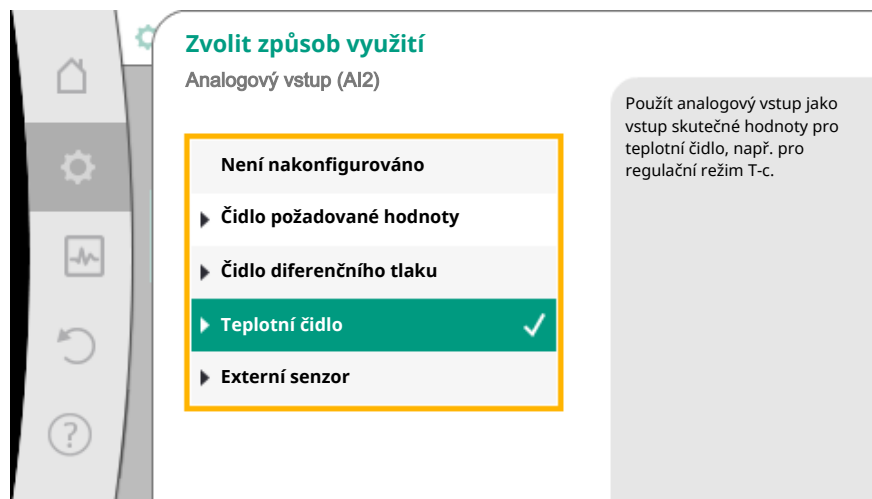 Zvolit způsob využití
Analogový vstup (AI2)
Není nakonfigurováno
Čidlo požadované hodnoty
Čidlo diferenčního tlaku
Teplotní čidlo
Externí senzor
Použít analogový vstup jako
vstup skutečné hodnoty pro
teplotní čidlo, např. pro
regulační režim T-c.